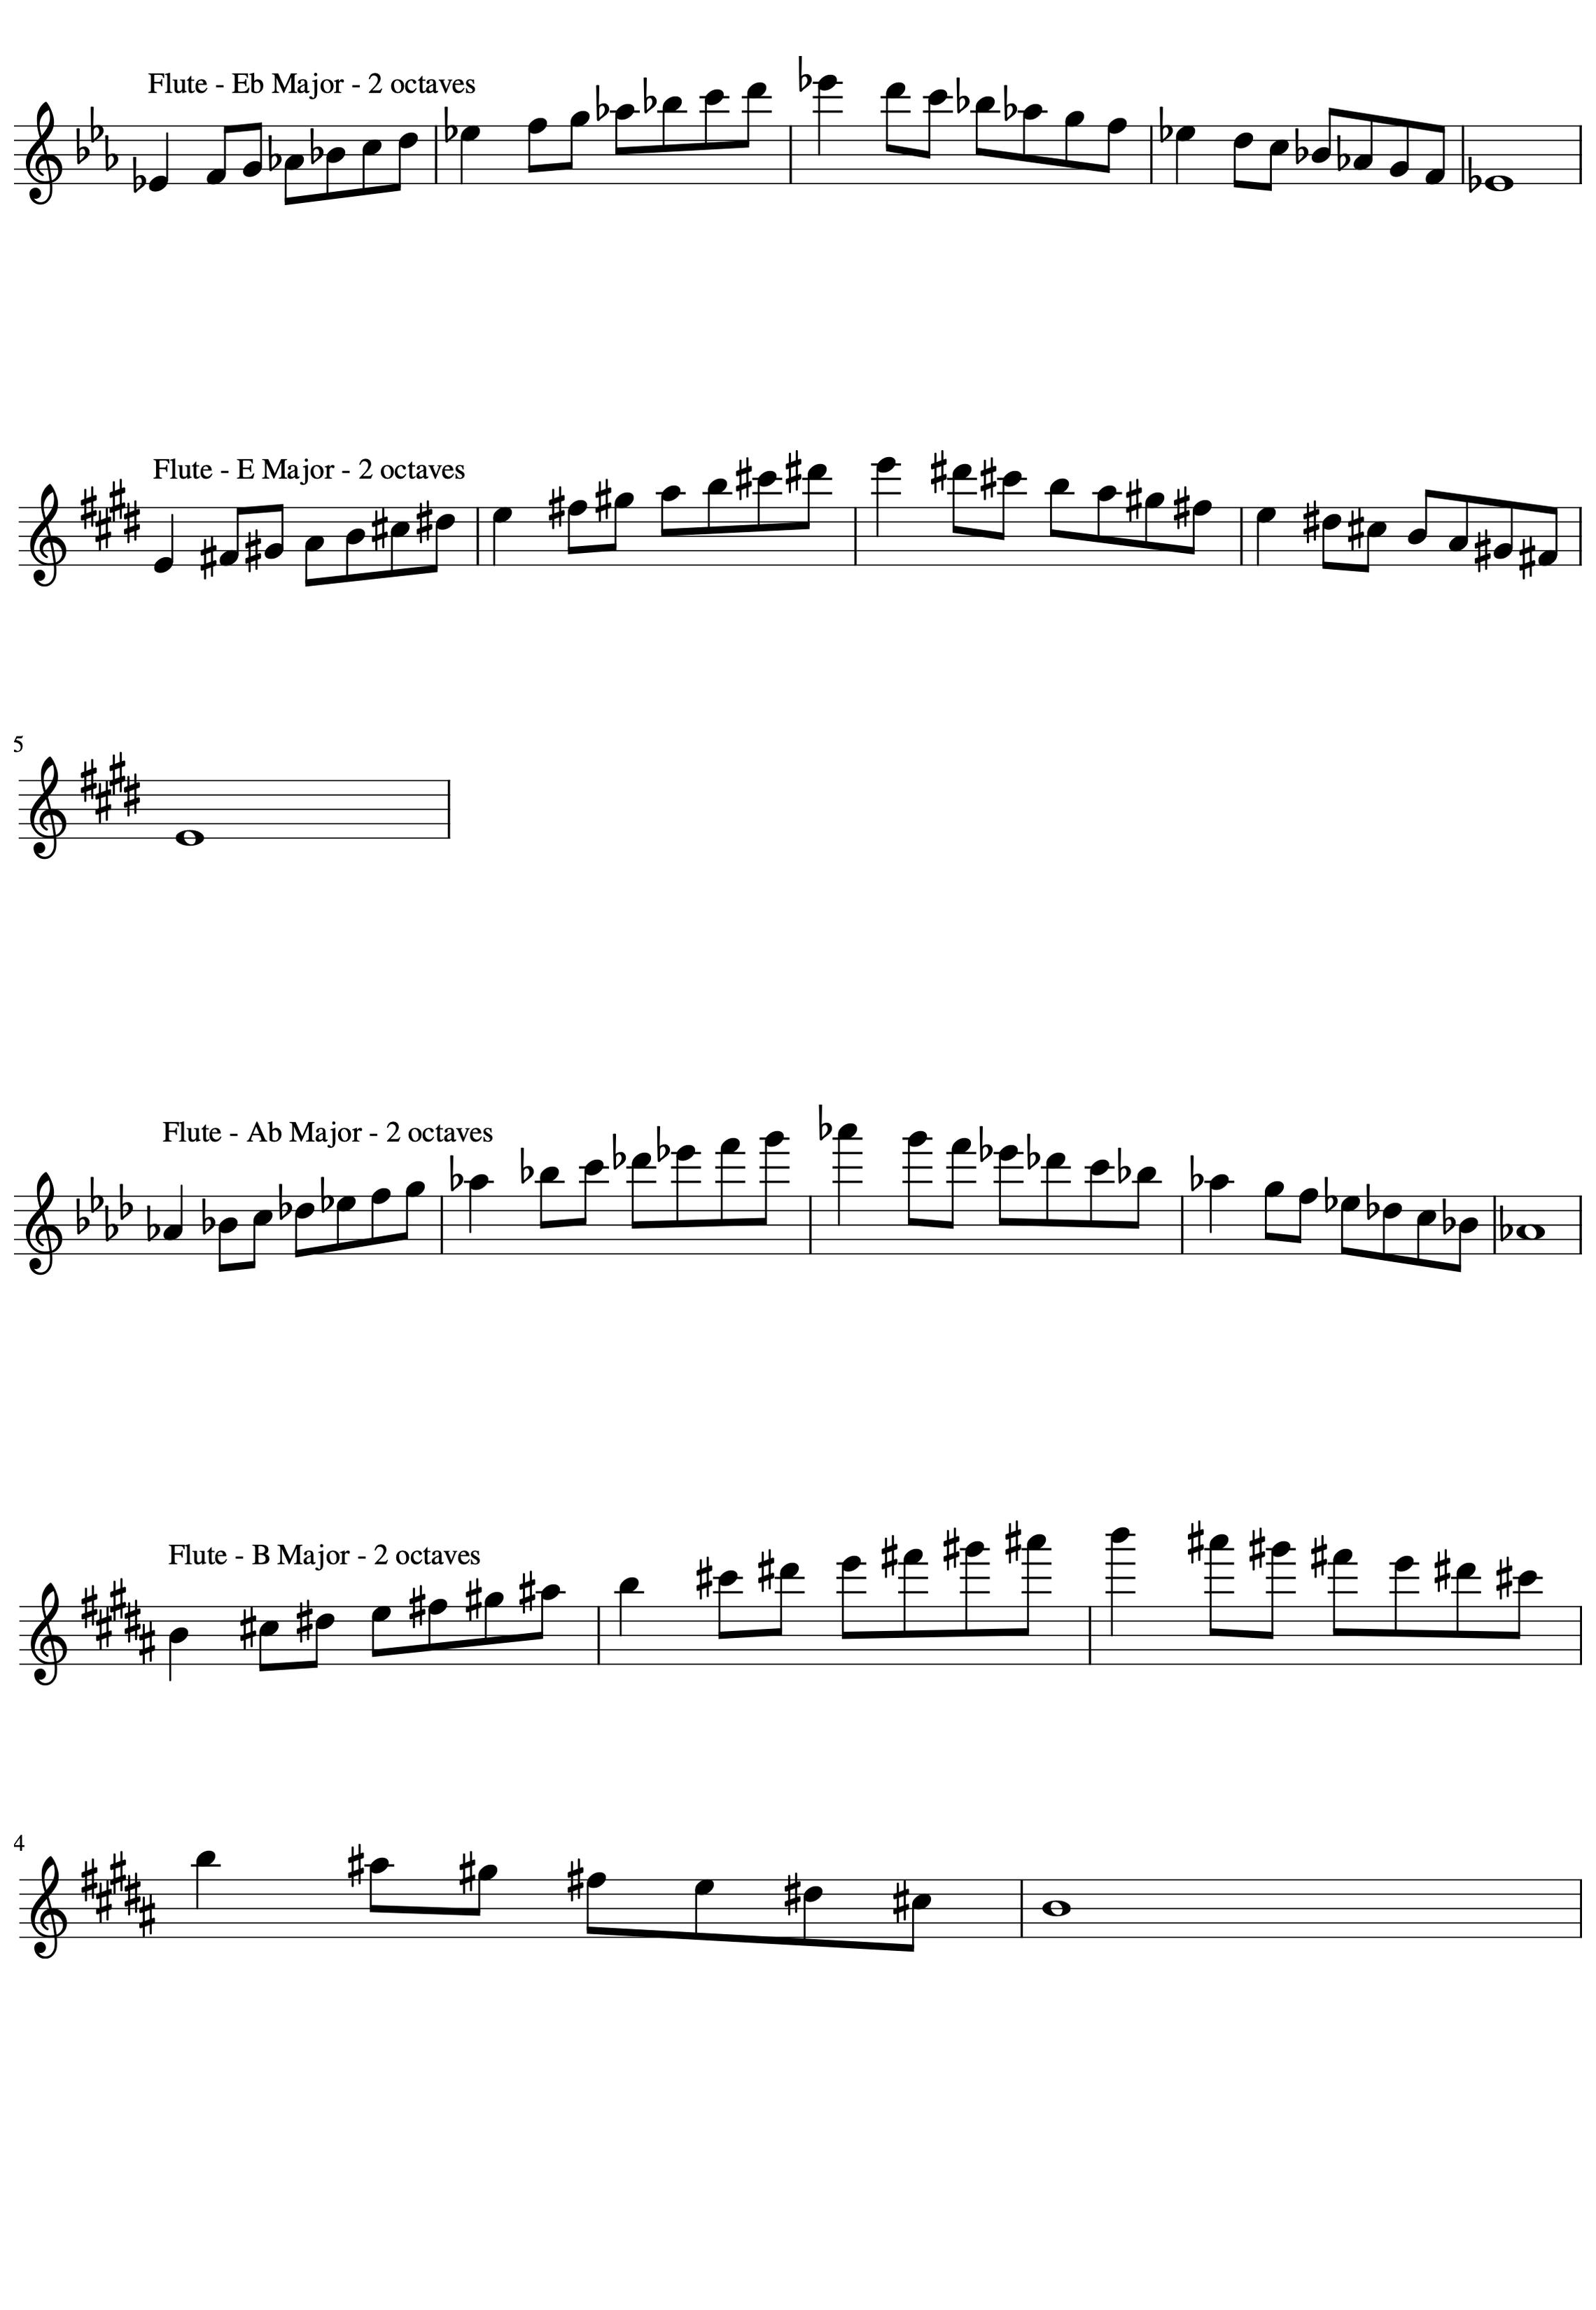 Flute - Eb Major - 2 octaves
Flute - E Major - 2 octaves
5
Flute - Ab Major - 2 octaves
Flute - B Major - 2 octaves
4